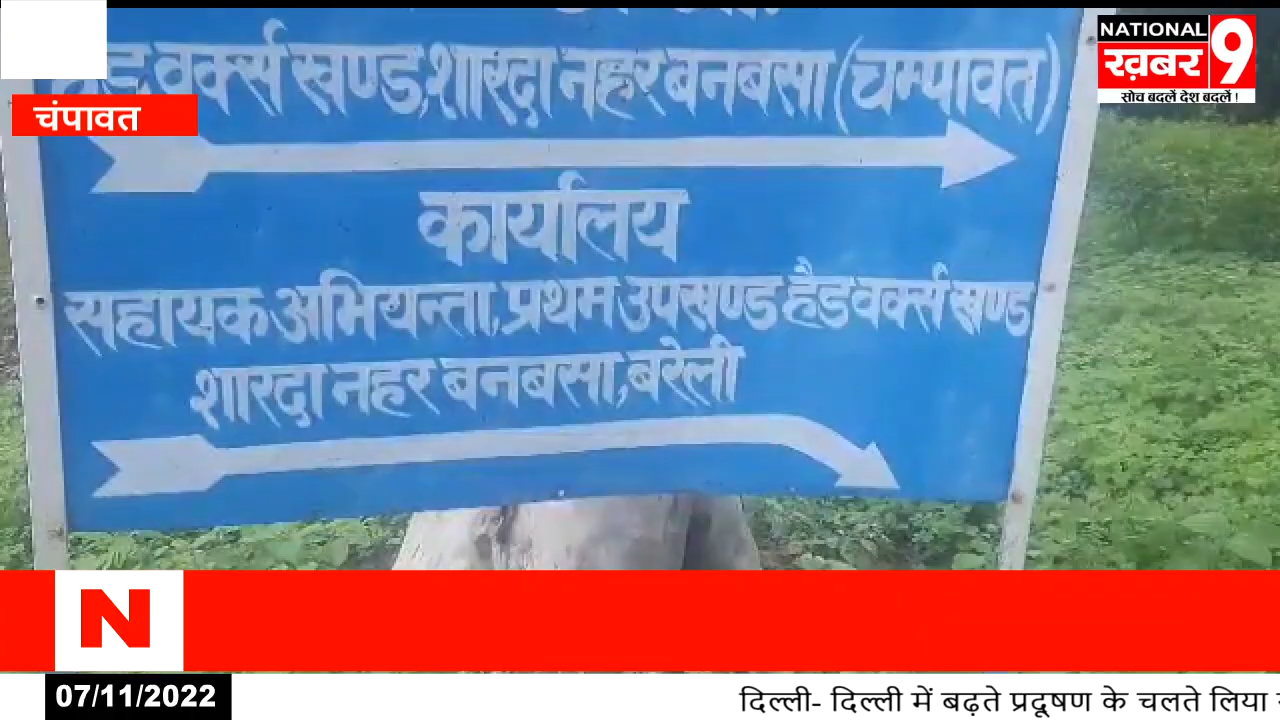 NATIONAL
ख़बर 9
सोच बदलें देश बदलें !
हैड वर्क्स खण्ड, शारदा नहर बनबसा (चम्पावत)
चंपावत
कार्यालय
सहायक अभियन्ता, प्रथम उपखण्ड हैड वर्क्स खण्ड
शारदा नहर बनबसा, बरेली
N
07/11/2022
दिल्ली- दिल्ली में बढ़ते प्रदूषण के चलते लिया